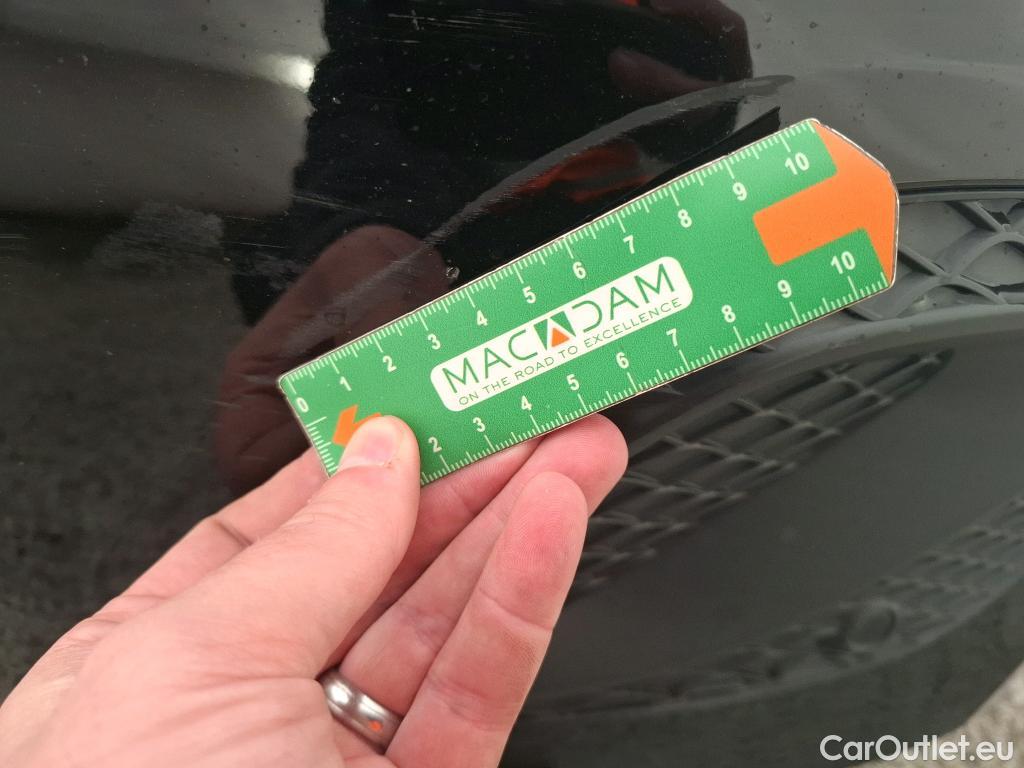 0 1 2 3 4 5 6 7 8 9 10
MACADAM
ON THE ROAD TO EXCELLENCE
2 3 4 5 6 7 8 9 10
CarOutlet.eu